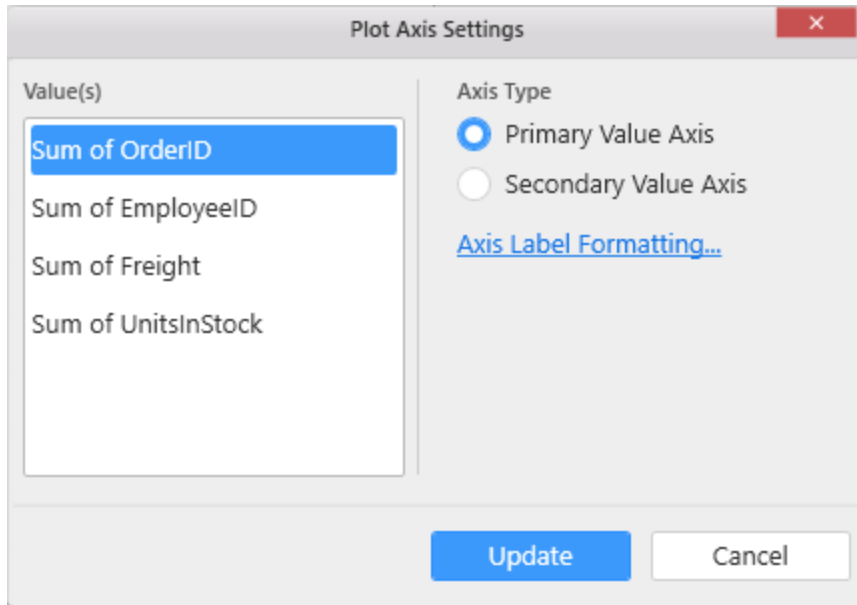 Plot Axis Settings
Value(s)
Sum of OrderID
Sum of EmployeeID
Sum of Freight
Sum of UnitsInStock
Axis Type
Primary Value Axis
Secondary Value Axis
Axis Label Formatting...
Update
Cancel